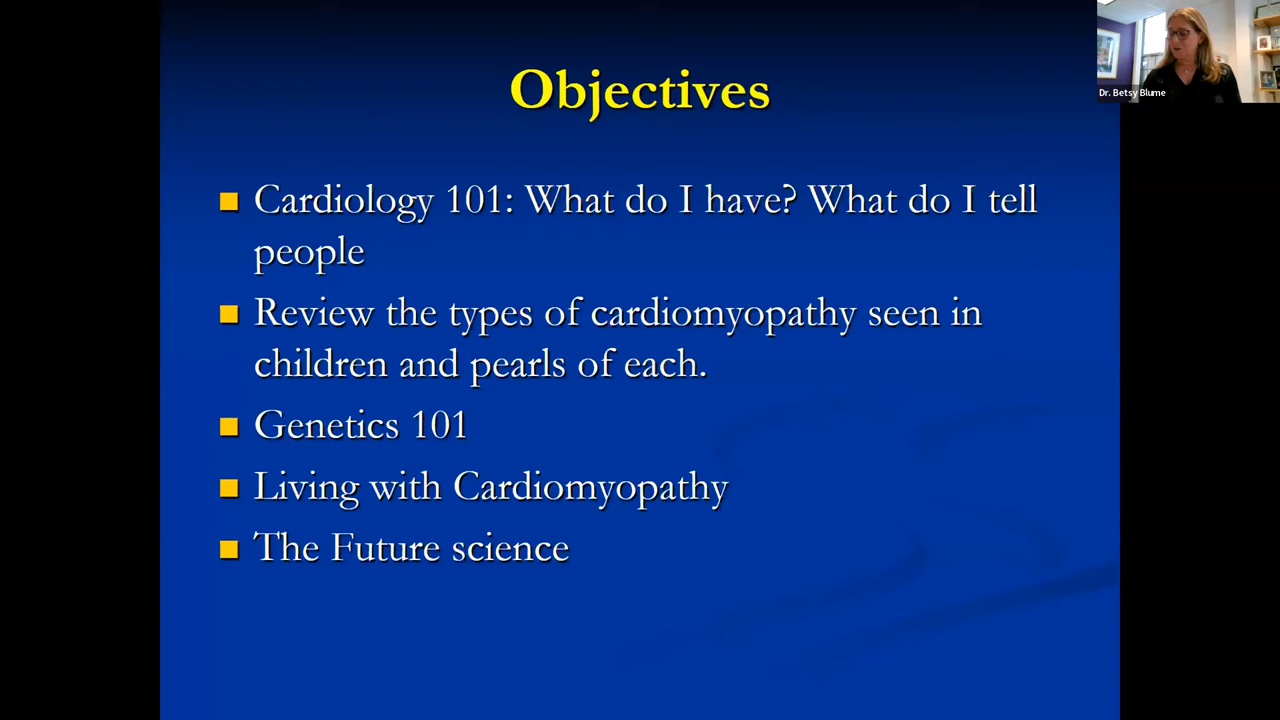 Objectives
Dr. Betsy Blume
Cardiology 101: What do I have? What do I tell
people
Review the types of cardiomyopathy seen in
children and pearls of each.
Genetics 101
Living with Cardiomyopathy
The Future science